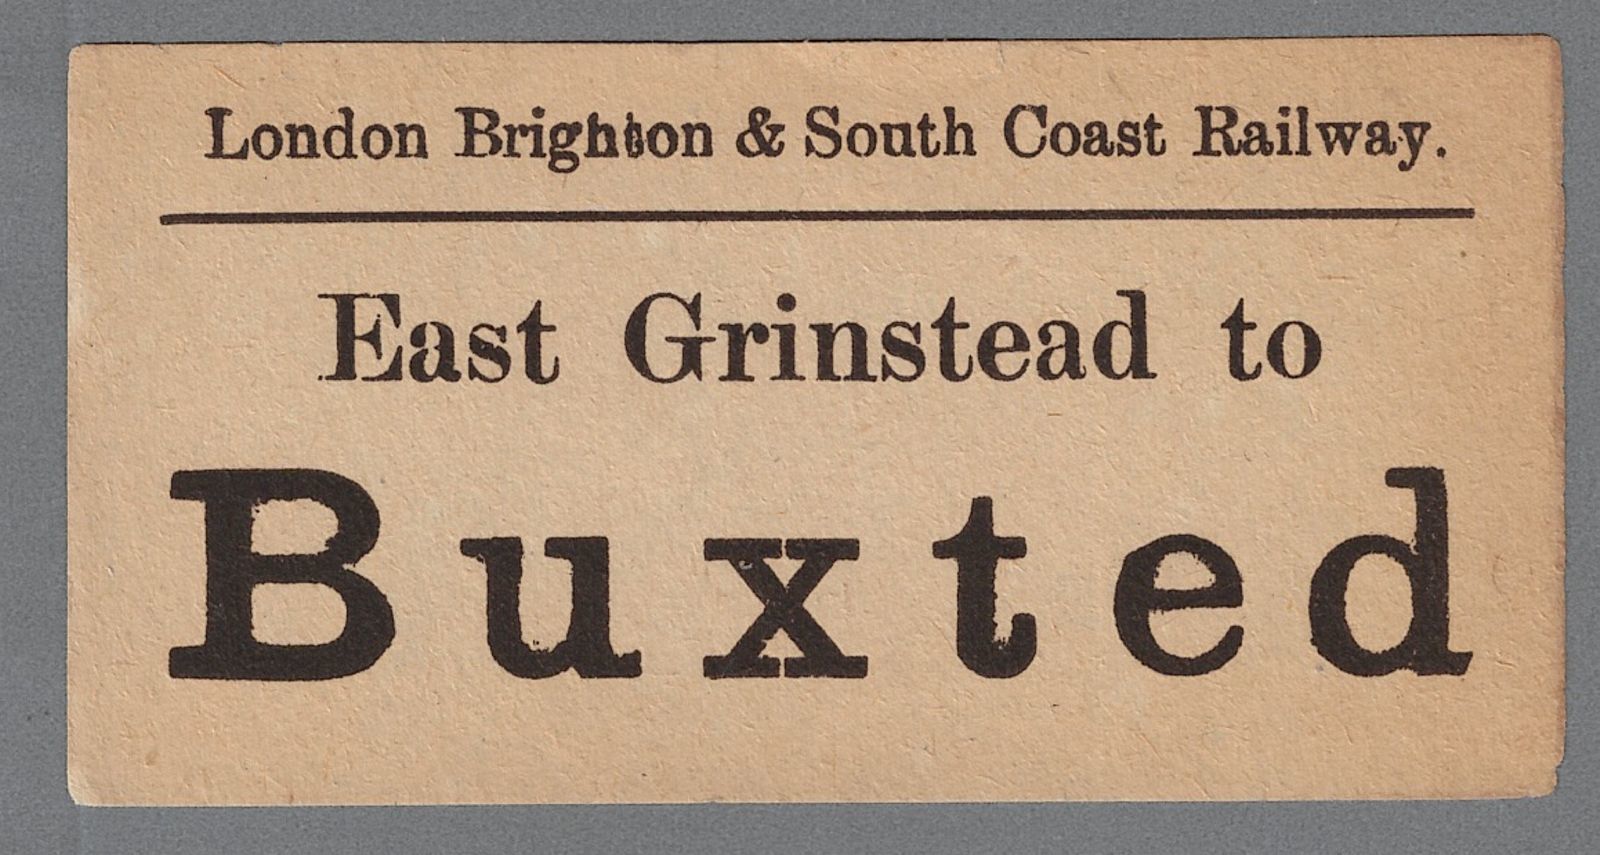 London Brighton & South Coast Railway.
East Grinstead to
Buxted